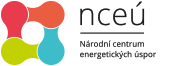 nceú
Národní centrum
energetických úspor